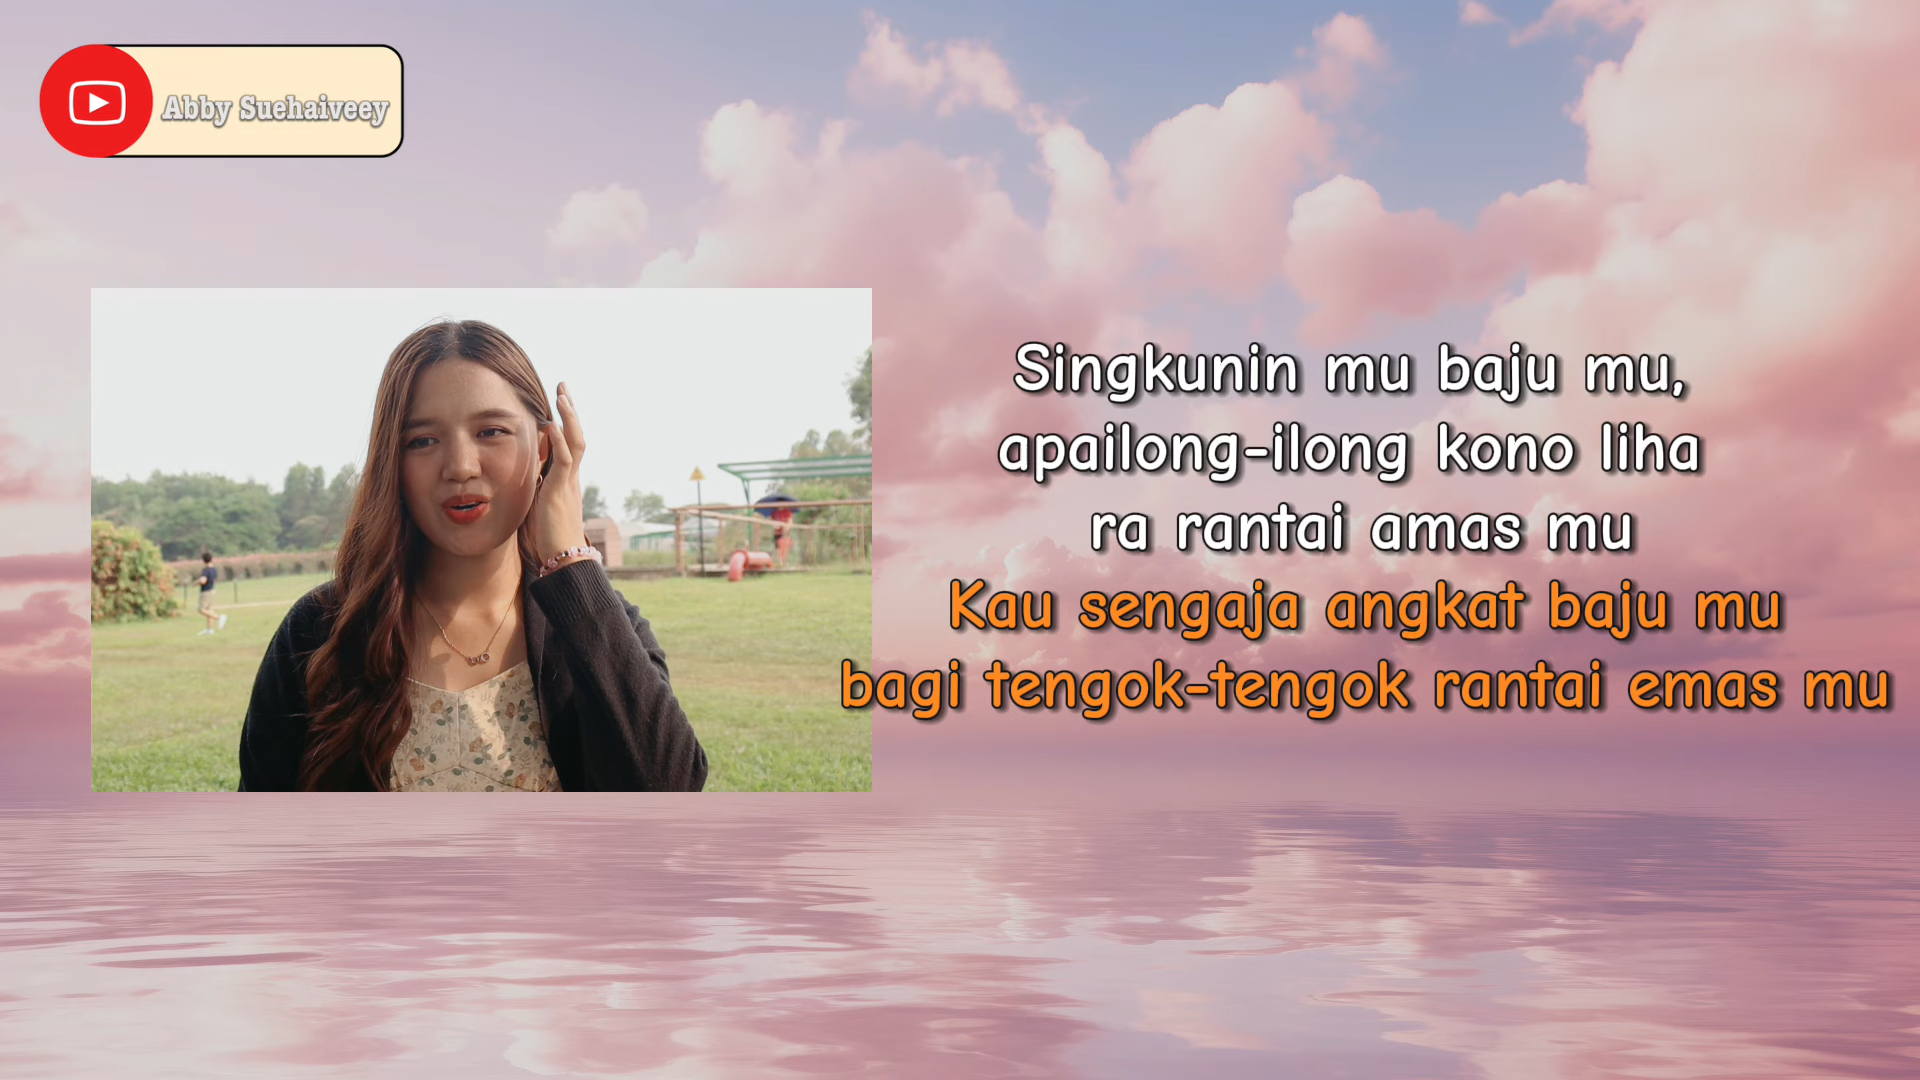 Abby Suehaiveey
Singkunin mu baju mu,
apailong-ilong kono liha
ra rantai amas mu
Kau sengaja angkat baju mu
bagi tengok-tengok rantai emas mu